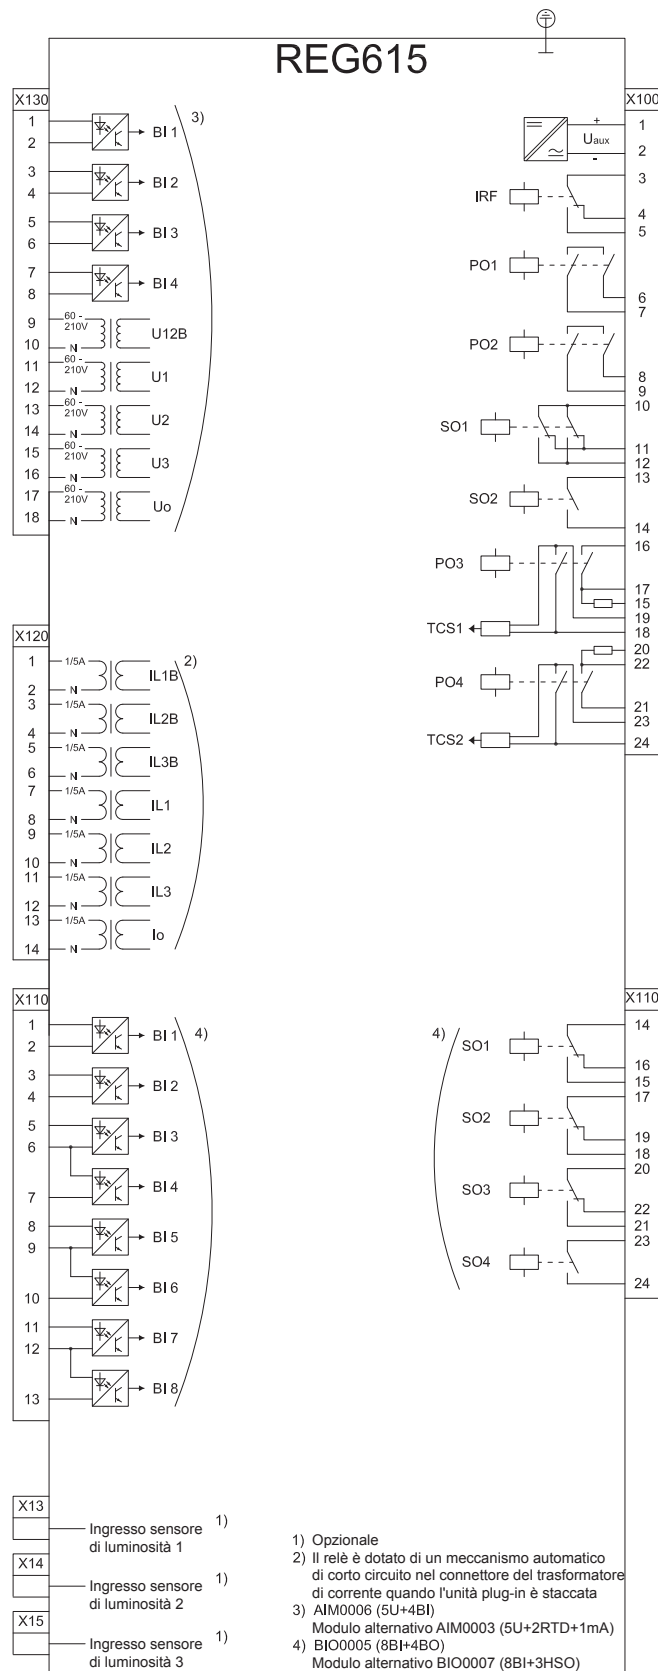 REG615
X130
1
2
BI 1
3)
3
4
BI 2
5
6
BI 3
7
8
BI 4
9
60 -
210V
10
N
U12B
11
60 -
210V
12
N
U1
13
60 -
210V
14
N
U2
15
60 -
210V
16
N
U3
17
60 -
210V
18
N
Uo
X120
1
1/5A
2
N
IL1B
2)
3
1/5A
4
N
IL2B
5
1/5A
6
N
IL3B
7
1/5A
8
N
IL1
9
1/5A
10
N
IL2
11
1/5A
12
N
IL3
13
1/5A
14
N
Io
X110
1
2
BI 1
4)
3
4
BI 2
5
6
BI 3
BI 4
7
8
BI 5
9
BI 6
10
11
BI 7
12
BI 8
13
X100
+
1
Uaux
2
-
3
IRF
4
5
PO1
6
7
PO2
8
9
10
SO1
11
12
13
SO2
14
16
PO3
17
15
19
TCS1
18
20
22
PO4
21
23
TCS2
24
X110
4)
14
SO1
16
15
17
SO2
19
18
20
SO3
22
21
23
SO4
24
X13
Ingresso sensore
di luminosità 1
1)
X14
Ingresso sensore
di luminosità 2
1)
X15
Ingresso sensore
di luminosità 3
1)
1) Opzionale
2) Il relè è dotato di un meccanismo automatico
di corto circuito nel connettore del trasformatore
di corrente quando l'unità plug-in è staccata
3) AIM0006 (5U+4BI)
Modulo alternativo AIM0003 (5U+2RTD+1mA)
4) BIO0005 (8BI+4BO)
Modulo alternativo BIO0007 (8BI+3HSO)